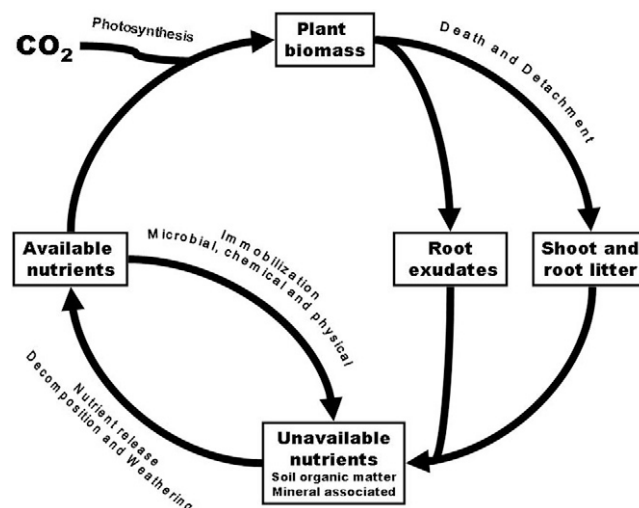 Photosynthesis
CO2
Plant
biomass
Death and Detachment
Available
nutrients
Immobilization
Microbial, chemical and physical
Root
exudates
Shoot and
root litter
Nutrient release
Decomposition and Weathering
Unavailable
nutrients
Soil organic matter
Mineral associated